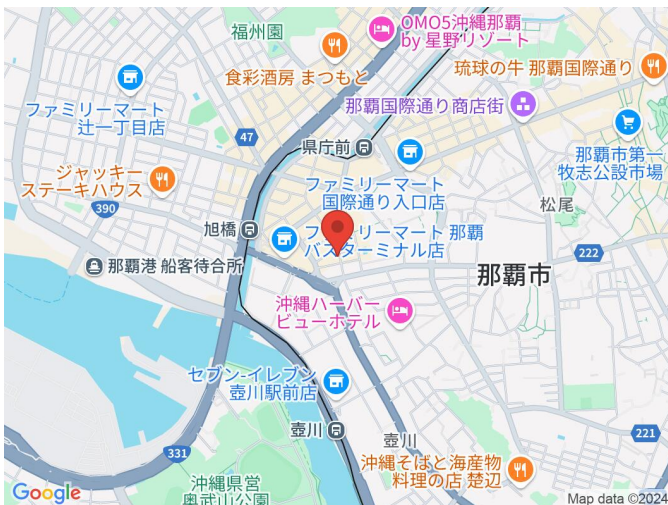 福州園
OMO5沖縄那覇
by 星野リゾート
食彩酒房 まつもと
琉球の牛 那覇国際通り
ファミリーマート
辻一丁目店
那覇国際通り商店街
47
県庁前
那覇市第一
牧志公設市場
ジャッキー
ステーキハウス
ファミリーマート
国際通り入口店
390
松尾
旭橋
ファミリーマート 那覇
バスターミナル店
222
那覇港 船客待合所
那覇市
沖縄ハーバー
ビューホテル
セブン-イレブン
壺川駅前店
壺川
壺川
221
331
沖縄そばと海産物
料理の店 楚辺
沖縄県営
奥武山公園
Google
Map data ©2024